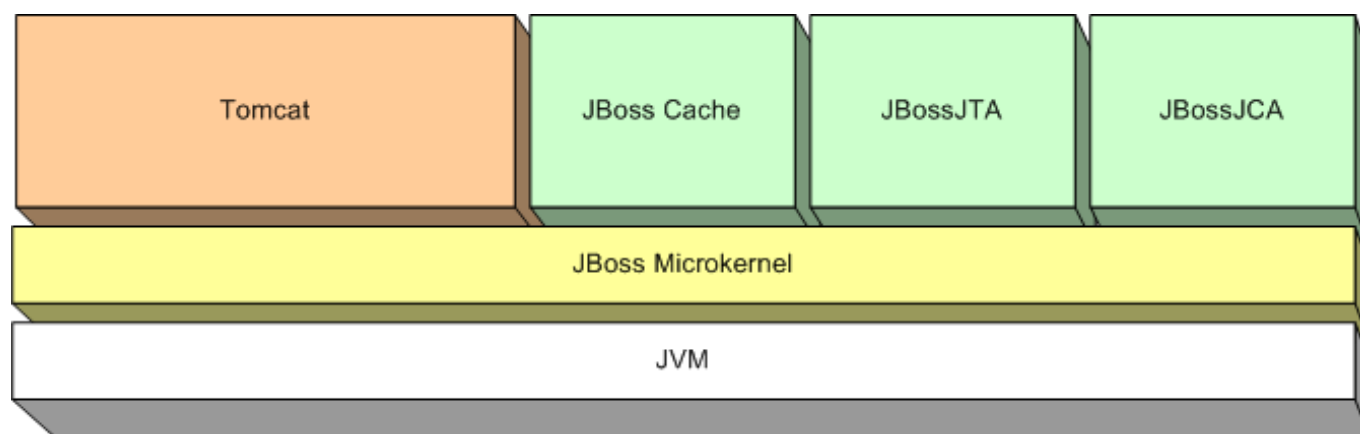 Tomcat
JBoss Cache
JBossJTA
JBossJCA
JBoss Microkernel
JVM